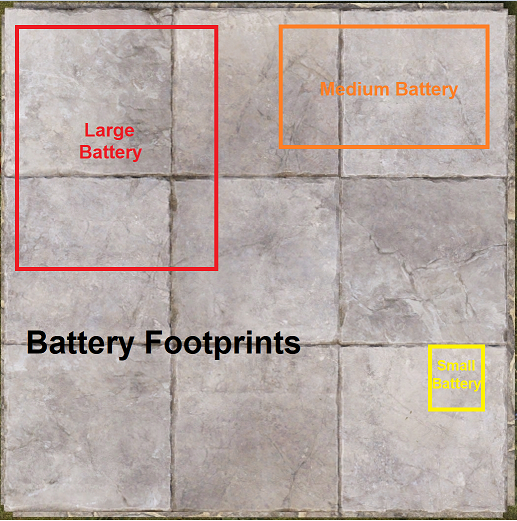 Medium Battery
Large
Battery
Battery Footprints
Small
Battery